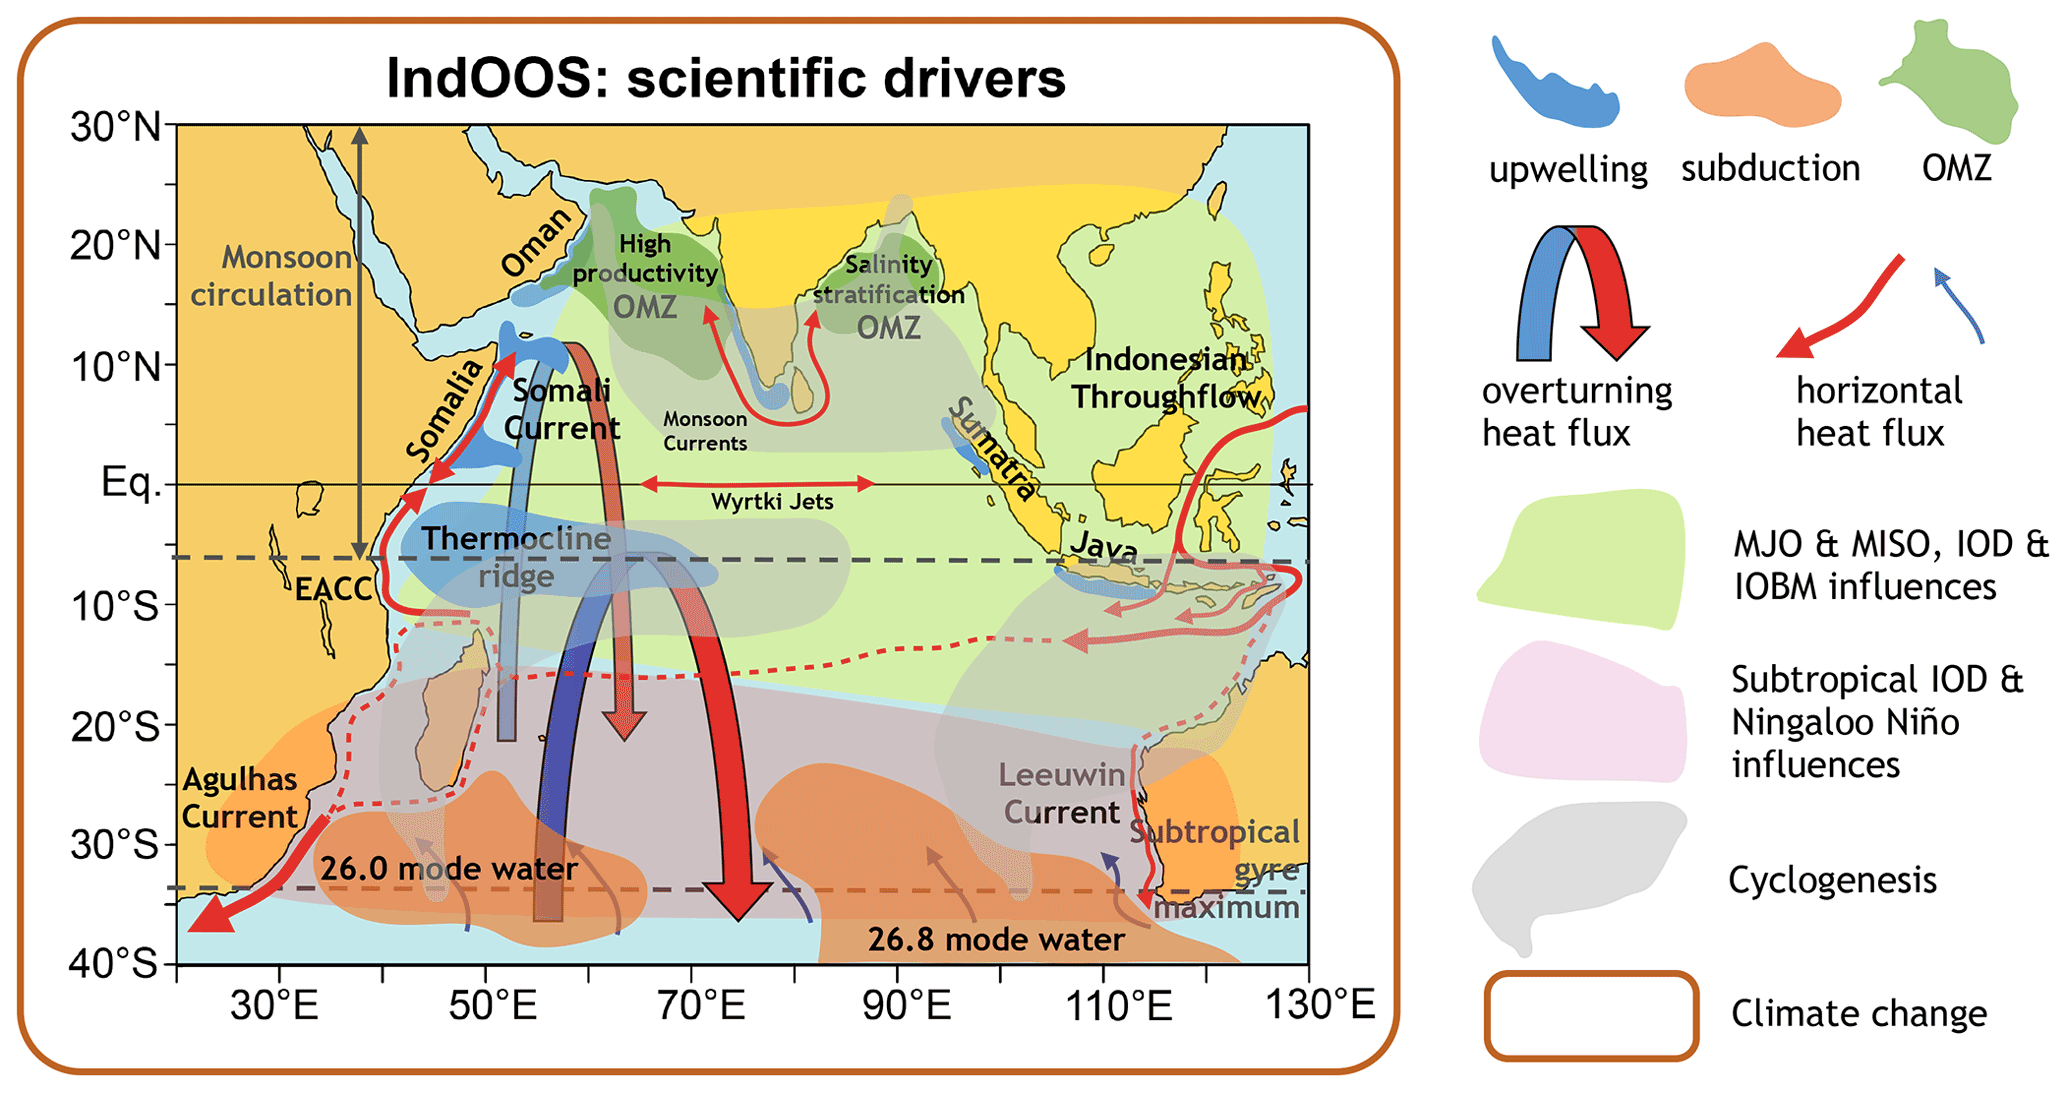 IndOOS: scientific drivers
30°N
20°N
10°N
Eq.
10°S
20°S
30°S
40°S
30°E
50°E
70°E
90°E
110°E
130°E
Monsoon
circulation
Oman
High
productivity
OMZ
Salinity
stratification
OMZ
Somalia
Somali
Current
Monsoon
Currents
Wyrtki Jets
Indonesian
Throughflow
Sumatra
Java
Thermocline
ridge
EACC
Agulhas
Current
Leeuwin
Current
Subtropical
gyre
maximum
26.0 mode water
26.8 mode water
upwelling
subduction
OMZ
overturning
heat flux
horizontal
heat flux
MJO & MISO, IOD &
IOBM influences
Subtropical IOD &
Ningaloo Niño
influences
Cyclogenesis
Climate change